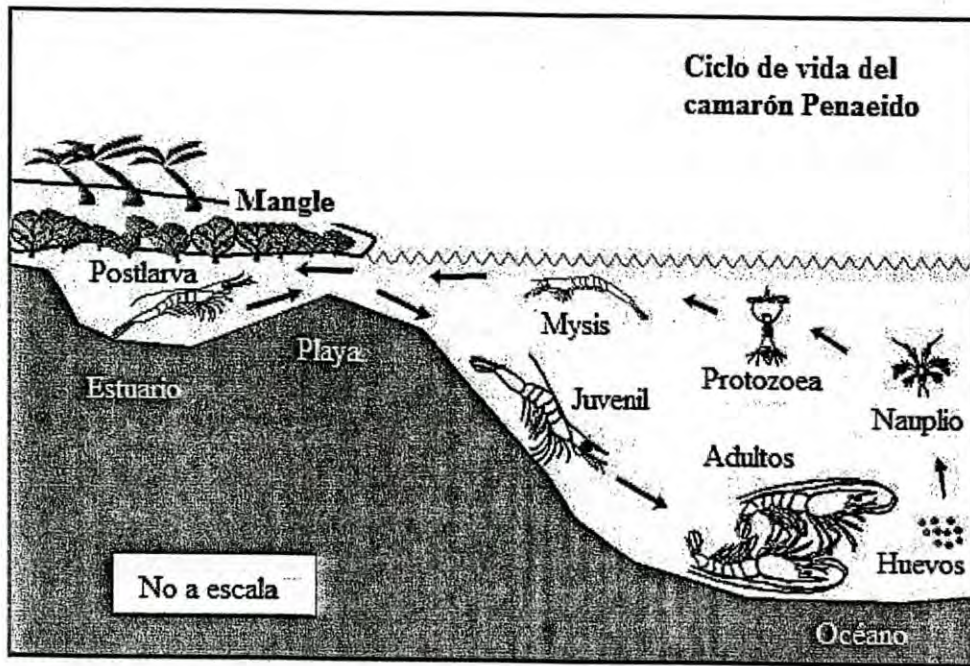 Ciclo de vida del
camarón Penaeido
Mangle
Postlarva
Mysis
Protozoea
Nauplio
Playa
Estuario
Juvenil
Adultos
Huevos
No a escala
Océano